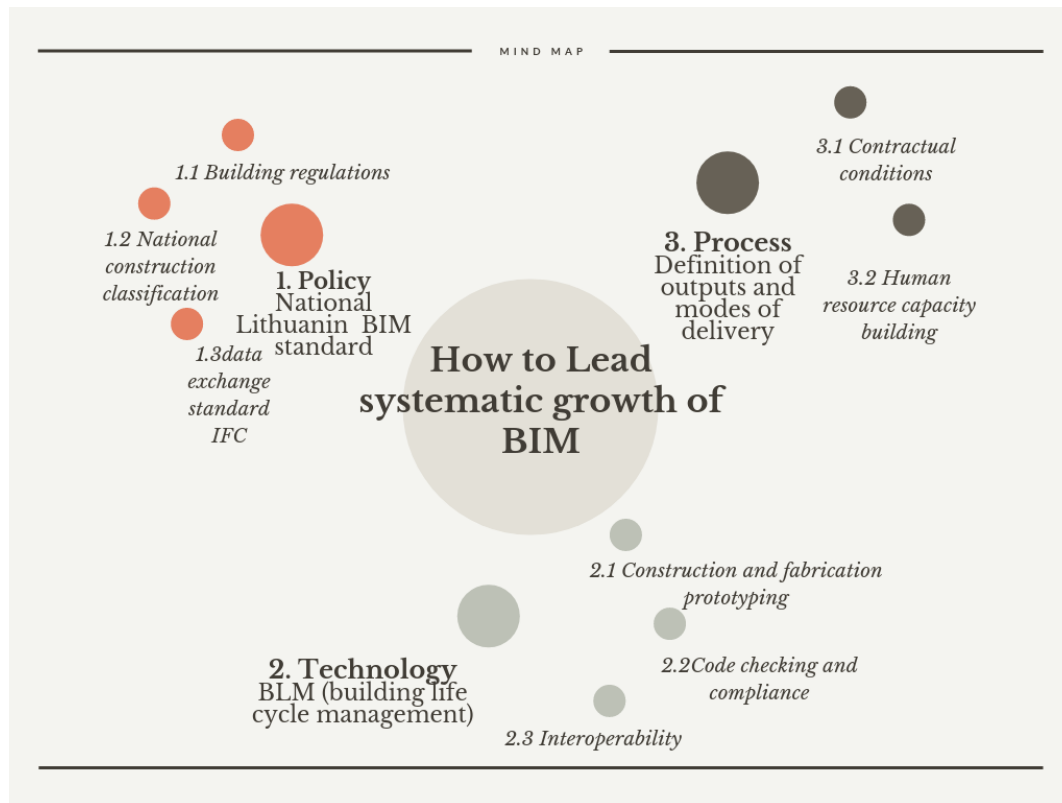 MIND MAP
1.1 Building regulations
1.2 National
construction
classification
1. Policy
National
Lithuanin BIM
standard
1.3data
exchange
standard
IFC
3.1 Contractual
conditions
3. Process
Definition of
outputs and
modes of
delivery
3.2 Human
resource capacity
building
How to Lead
systematic growth of
BIM
2.1 Construction and fabrication
prototyping
2. Technology
BLM (building life
cycle management)
2.2Code checking and
compliance
2.3 Interoperability